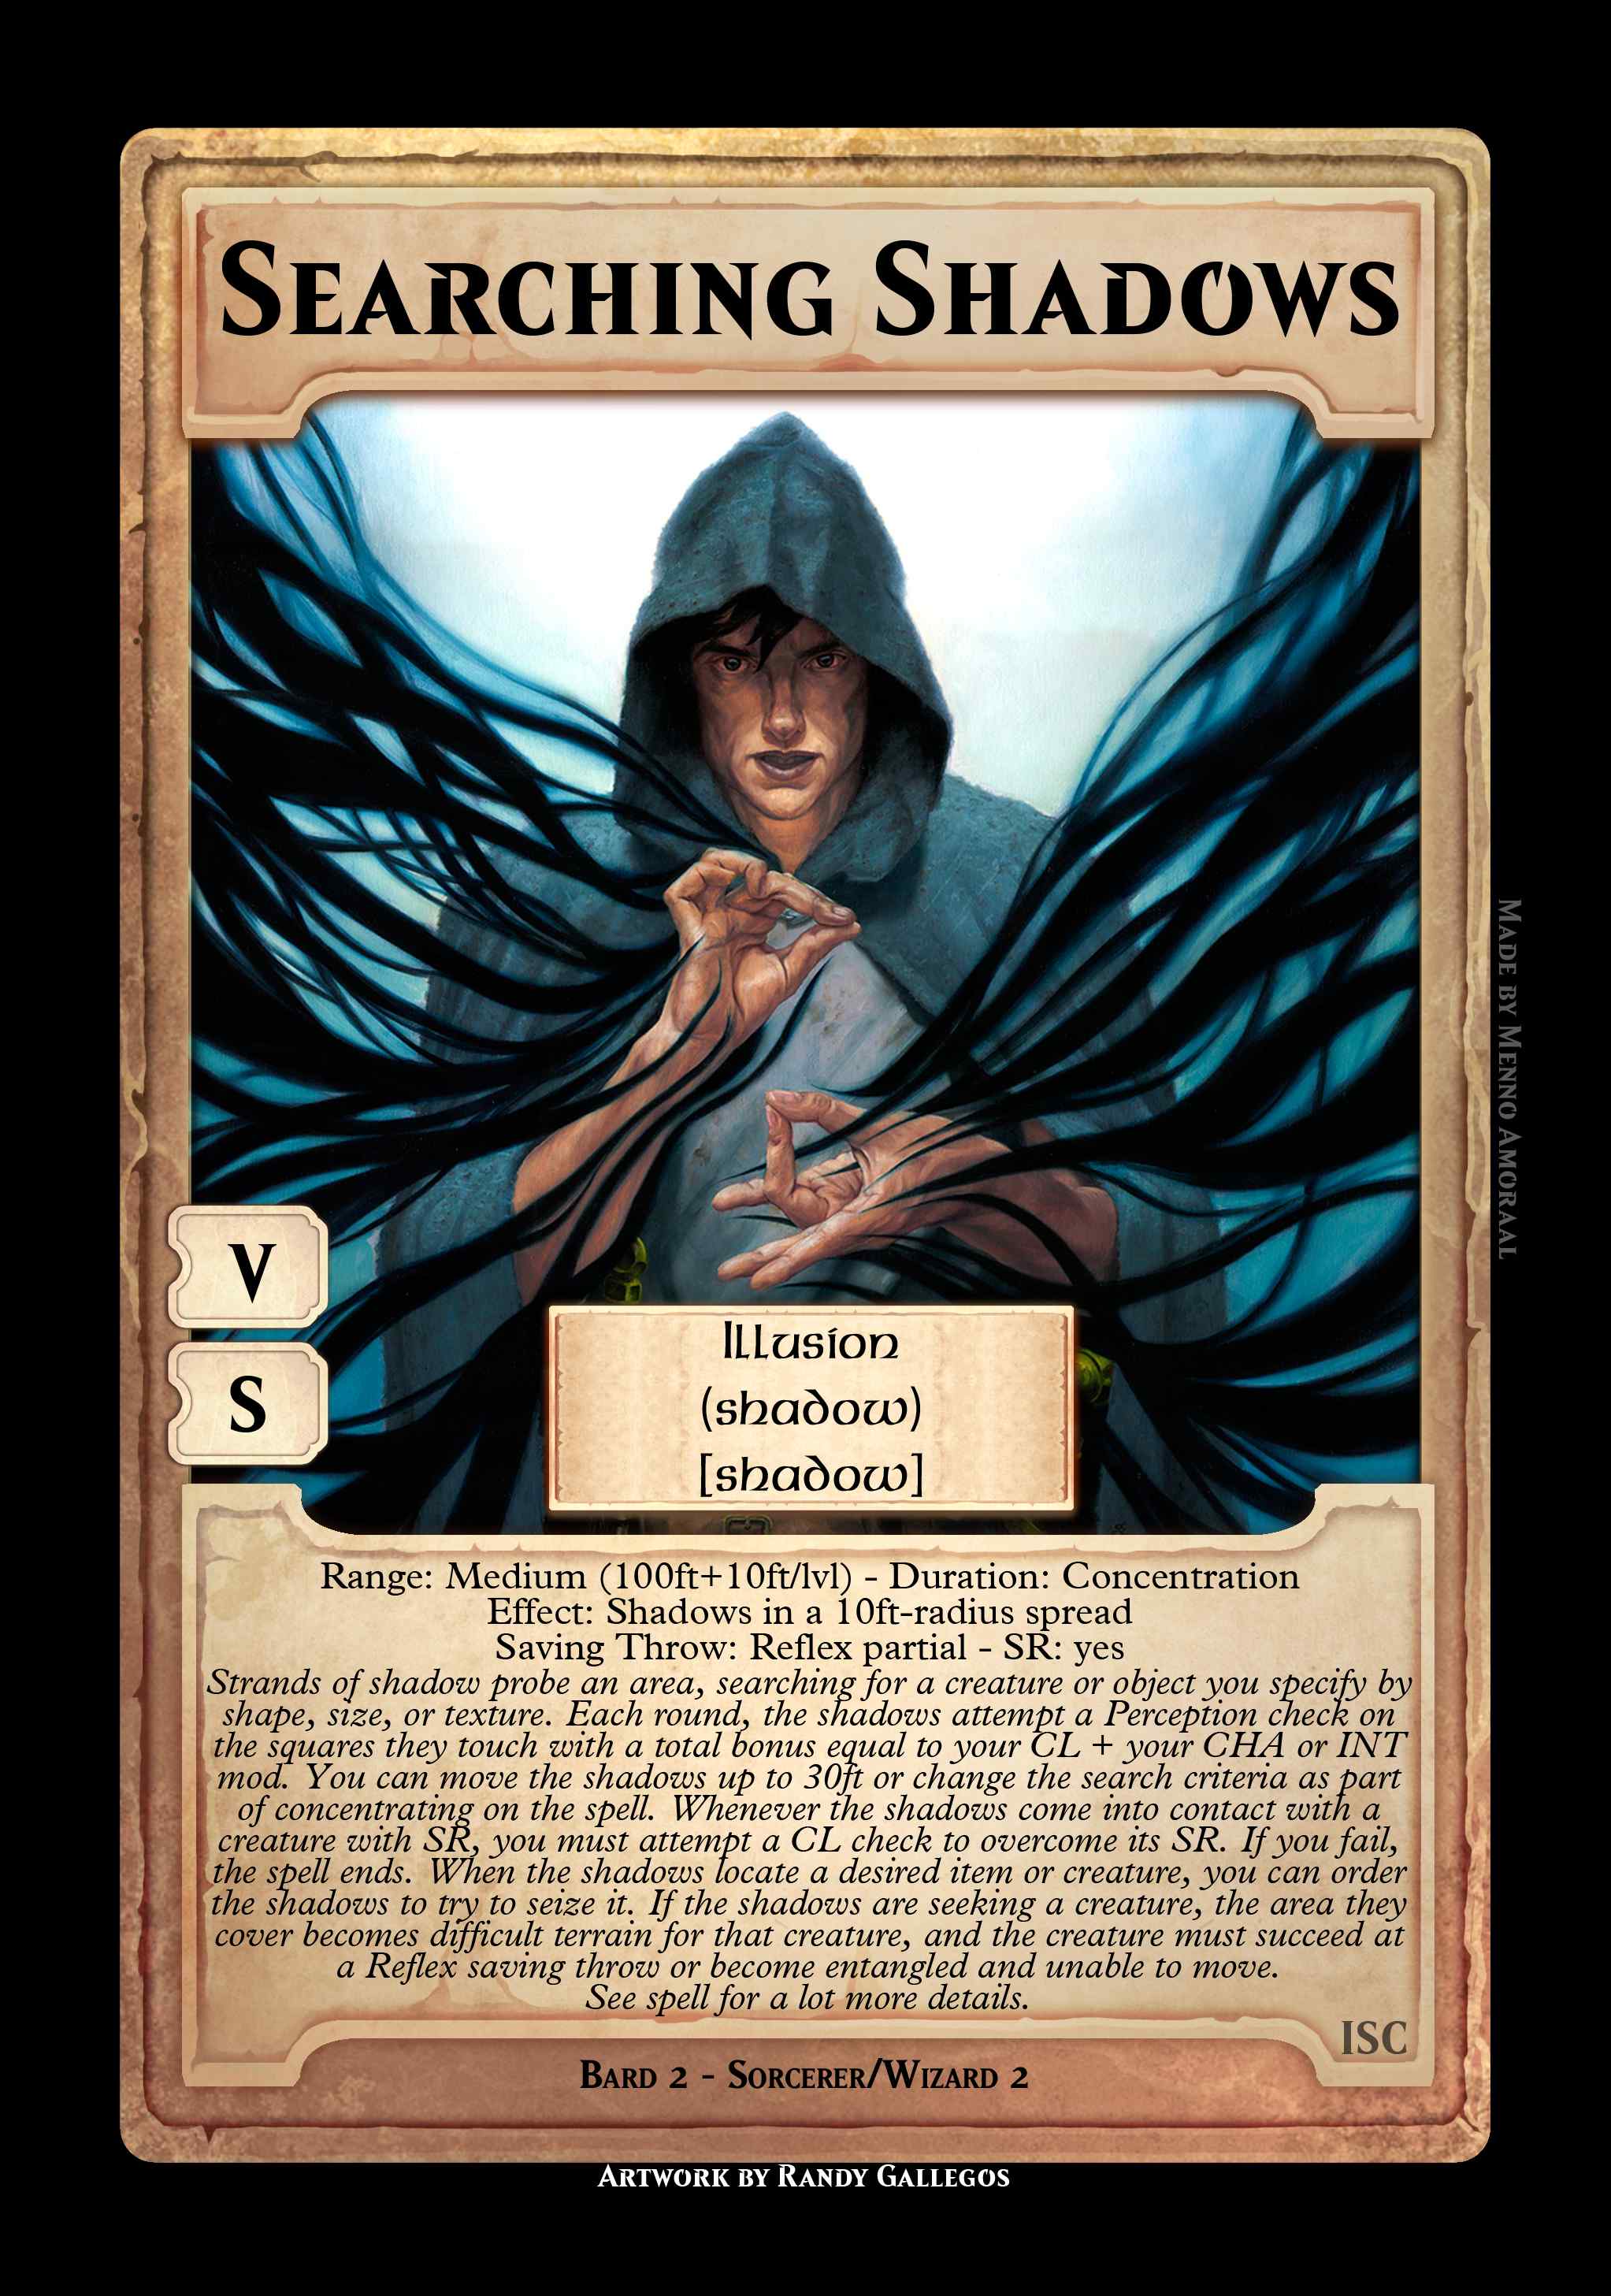 Searching Shadows
Made by Menno Amoraal
V
S
Illusion
(shadow)
[shadow]
Range: Medium (100ft+10ft/lvl) - Duration: Concentration
Effect: Shadows in a 10ft-radius spread
Saving Throw: Reflex partial - SR: yes
Strands of shadow probe an area, searching for a creature or object you specify by
shape, size, or texture. Each round, the shadows attempt a Perception check on
the squares they touch with a total bonus equal to your CL + your CHA or INT
mod. You can move the shadows up to 30ft or change the search criteria as part
of concentrating on the spell. Whenever the shadows come into contact with a
creature with SR, you must attempt a CL check to overcome its SR. If you fail,
the spell ends. When the shadows locate a desired item or creature, you can order
the shadows to try to seize it. If the shadows are seeking a creature, the area they
cover becomes difficult terrain for that creature, and the creature must succeed at
a Reflex saving throw or become entangled and unable to move.
See spell for a lot more details.
ISC
Bard 2 - Sorcerer/Wizard 2
Artwork by Randy Gallegos